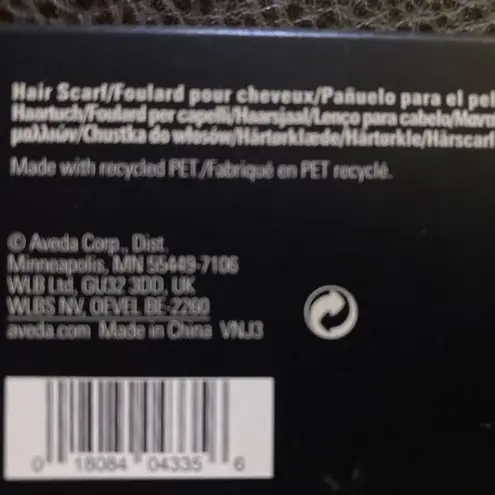 Hair Scarf/Foulard pour cheveux/Pañuelo para el pel
Haartuch/Foulard per capelli/Haarsjaal/Lenço para cabelo/Μαντ
μαλλιών/Chustka do włosów/Hårtørklæde/Hårtørkle/Hårscarf
Made with recycled PET./Fabriqué en PET recyclé.
© Aveda Corp., Dist.
Minneapolis, MN 55449-7106
WLB Ltd, GU32 3DD, UK
WLBS NV, OEVEL BE-2260
aveda.com Made in China VNJ3
0 18084 04335 6